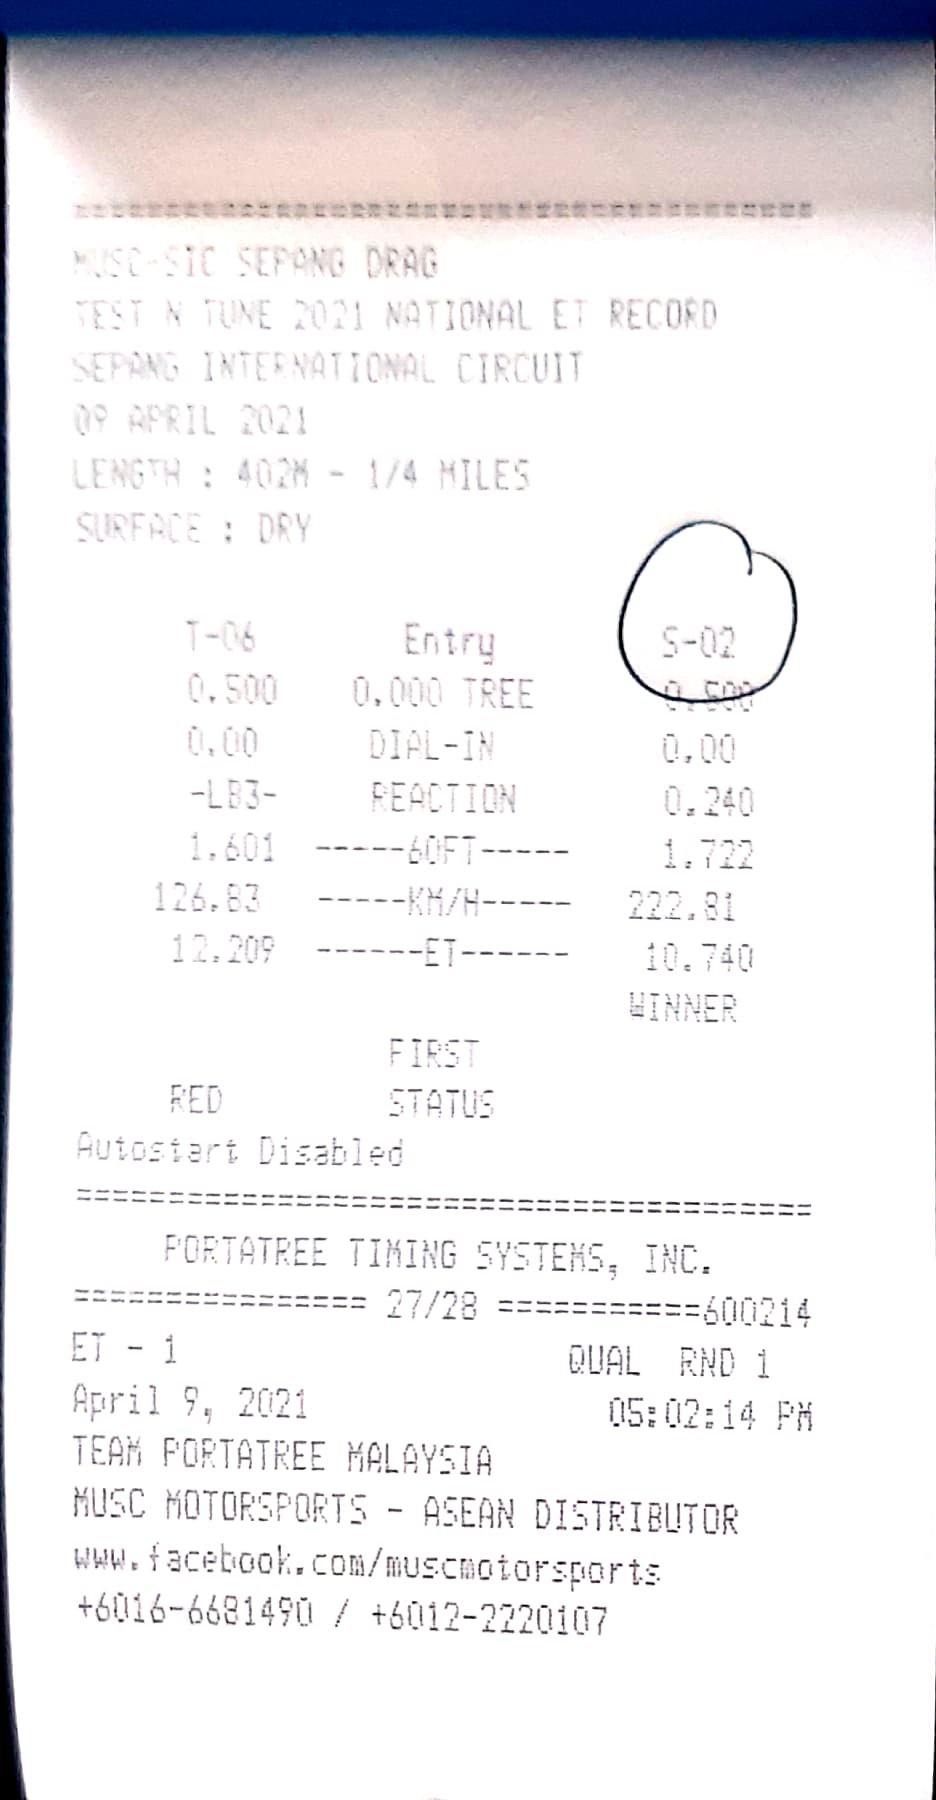 =======================================
MUSC-SIC SEPANG DRAG
TEST N TUNE 2021 NATIONAL ET RECORD
SEPANG INTERNATIONAL CIRCUIT
09 APRIL 2021
LENGTH : 402M - 1/4 MILES
SURFACE : DRY
T-06 Entry S-02
0.500 0.000 TREE 0.500
0.00 DIAL-IN 0.00
-LB3- REACTION 0.240
1.601 -----60FT----- 1.722
126.83 -----KM/H----- 222.81
12.209 ------ET------ 10.740
WINNER
FIRST
RED STATUS
Autostart Disabled
========================================
PORTATREE TIMING SYSTEMS, INC.
================ 27/28 ===========600214
ET - 1 QUAL RND 1
April 9, 2021 05:02:14 PM
TEAM PORTATREE MALAYSIA
MUSC MOTORSPORTS - ASEAN DISTRIBUTOR
www.facebook.com/muscmotorsports
+6016-6681490 / +6012-2220107